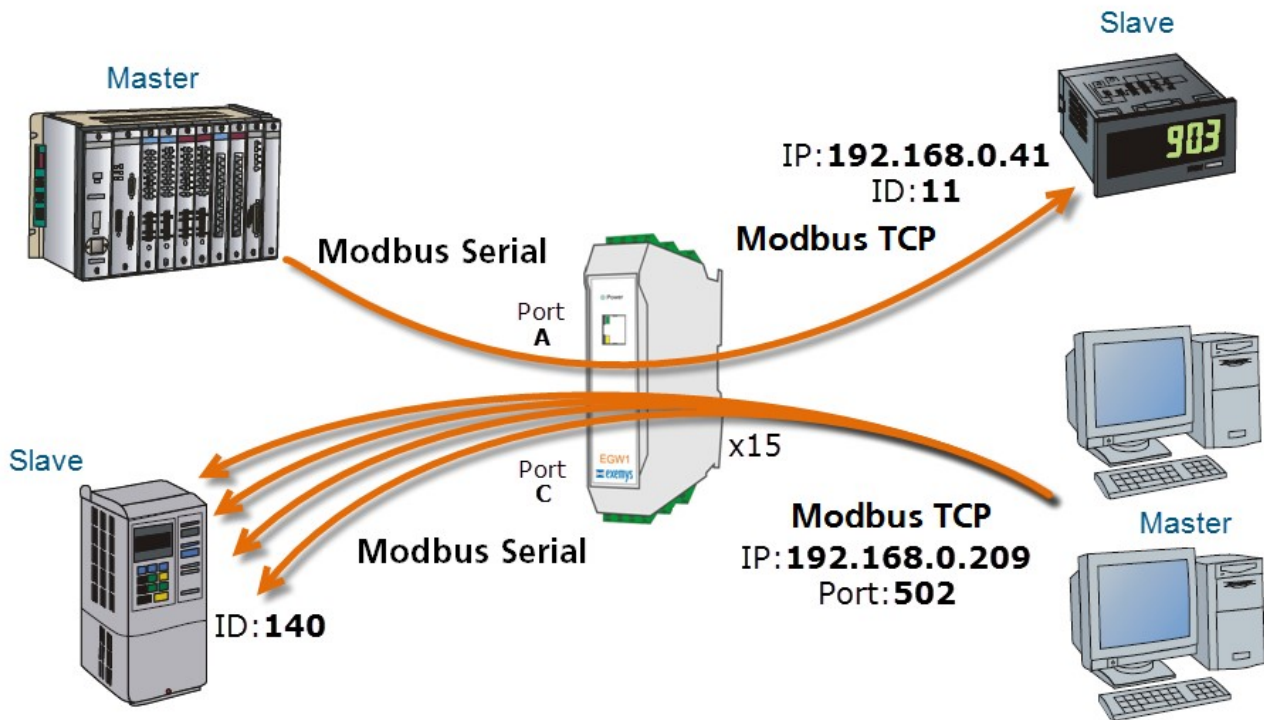 Slave
Master
903
IP:192.168.0.41
ID:11
Modbus Serial
Modbus TCP
Power
Port
A
x15
Slave
Port
C
EGW1
exemys
Modbus TCP
Master
Modbus Serial
IP:192.168.0.209
Port:502
ID:140